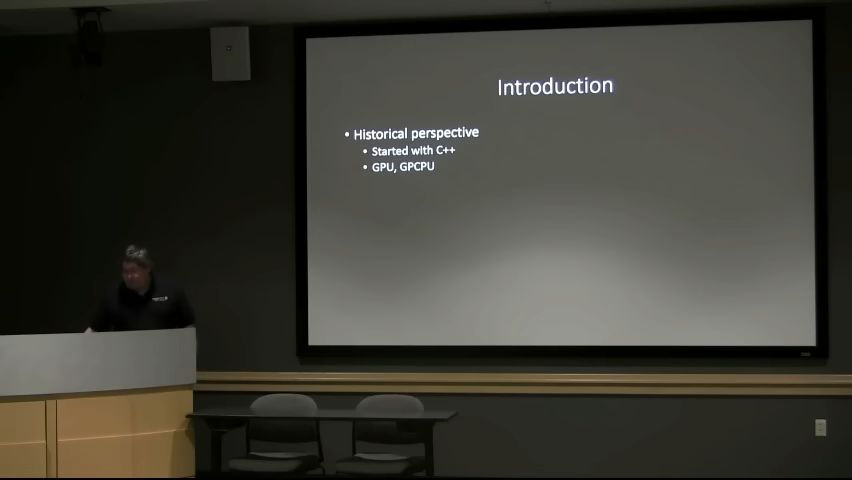 Introduction
• Historical perspective
• Started with C++
• GPU, GPCPU